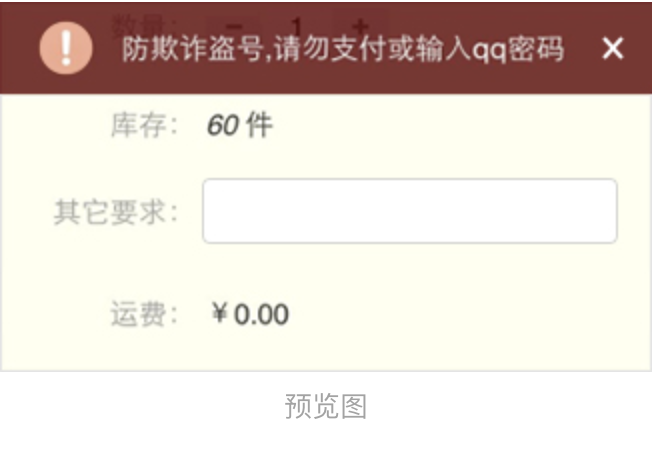 数量: − 1 +
防欺诈盗号,请勿支付或输入qq密码 ×
库存: 60 件
其它要求:
运费: ¥0.00
预览图